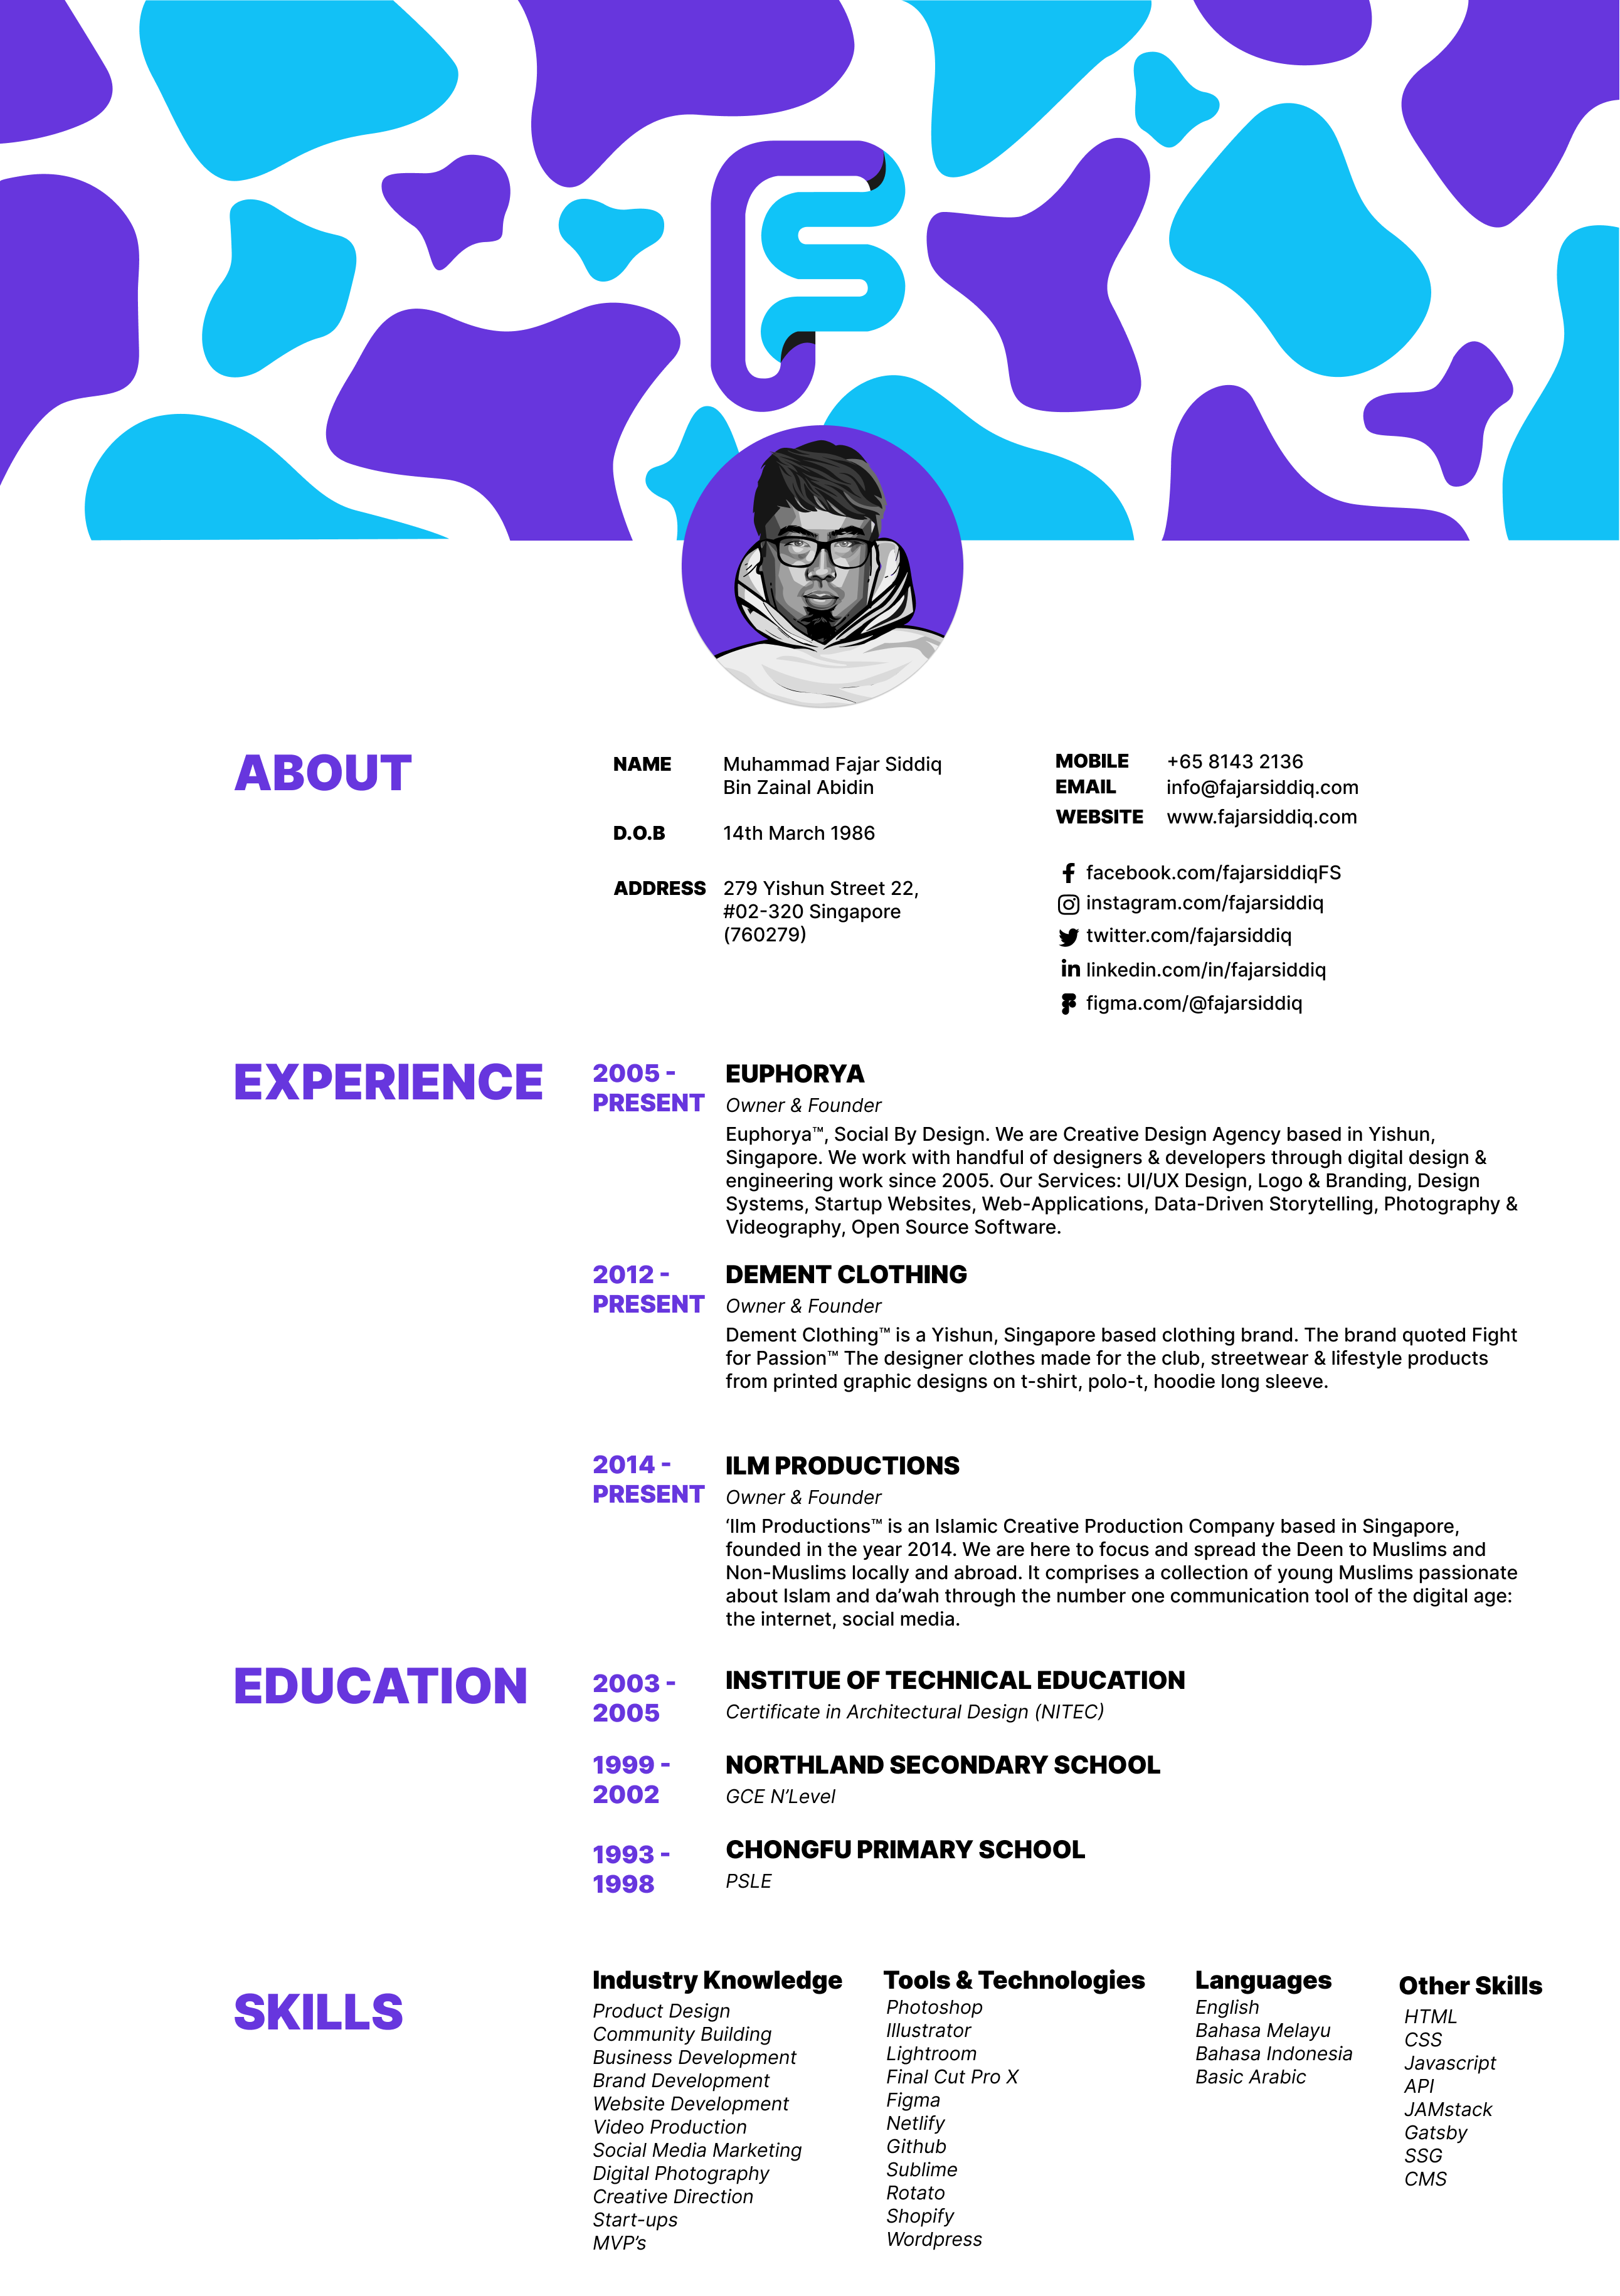 ABOUT
NAME Muhammad Fajar Siddiq
Bin Zainal Abidin
D.O.B 14th March 1986
ADDRESS 279 Yishun Street 22,
#02-320 Singapore
(760279)
MOBILE +65 8143 2136
EMAIL info@fajarsiddiq.com
WEBSITE www.fajarsiddiq.com
facebook.com/fajarsiddiqFS
instagram.com/fajarsiddiq
twitter.com/fajarsiddiq
linkedin.com/in/fajarsiddiq
figma.com/@fajarsiddiq
EXPERIENCE
2005 -
PRESENT
EUPHORYA
Owner & Founder
Euphorya™, Social By Design. We are Creative Design Agency based in Yishun,
Singapore. We work with handful of designers & developers through digital design &
engineering work since 2005. Our Services: UI/UX Design, Logo & Branding, Design
Systems, Startup Websites, Web-Applications, Data-Driven Storytelling, Photography &
Videography, Open Source Software.
2012 -
PRESENT
DEMENT CLOTHING
Owner & Founder
Dement Clothing™ is a Yishun, Singapore based clothing brand. The brand quoted Fight
for Passion™ The designer clothes made for the club, streetwear & lifestyle products
from printed graphic designs on t-shirt, polo-t, hoodie long sleeve.
2014 -
PRESENT
ILM PRODUCTIONS
Owner & Founder
‘Ilm Productions™ is an Islamic Creative Production Company based in Singapore,
founded in the year 2014. We are here to focus and spread the Deen to Muslims and
Non-Muslims locally and abroad. It comprises a collection of young Muslims passionate
about Islam and da’wah through the number one communication tool of the digital age:
the internet, social media.
EDUCATION
2003 -
2005
INSTITUE OF TECHNICAL EDUCATION
Certificate in Architectural Design (NITEC)
1999 -
2002
NORTHLAND SECONDARY SCHOOL
GCE N’Level
1993 -
1998
CHONGFU PRIMARY SCHOOL
PSLE
SKILLS
Industry Knowledge
Product Design
Community Building
Business Development
Brand Development
Website Development
Video Production
Social Media Marketing
Digital Photography
Creative Direction
Start-ups
MVP’s
Tools & Technologies
Photoshop
Illustrator
Lightroom
Final Cut Pro X
Figma
Netlify
Github
Sublime
Rotato
Shopify
Wordpress
Languages
English
Bahasa Melayu
Bahasa Indonesia
Basic Arabic
Other Skills
HTML
CSS
Javascript
API
JAMstack
Gatsby
SSG
CMS